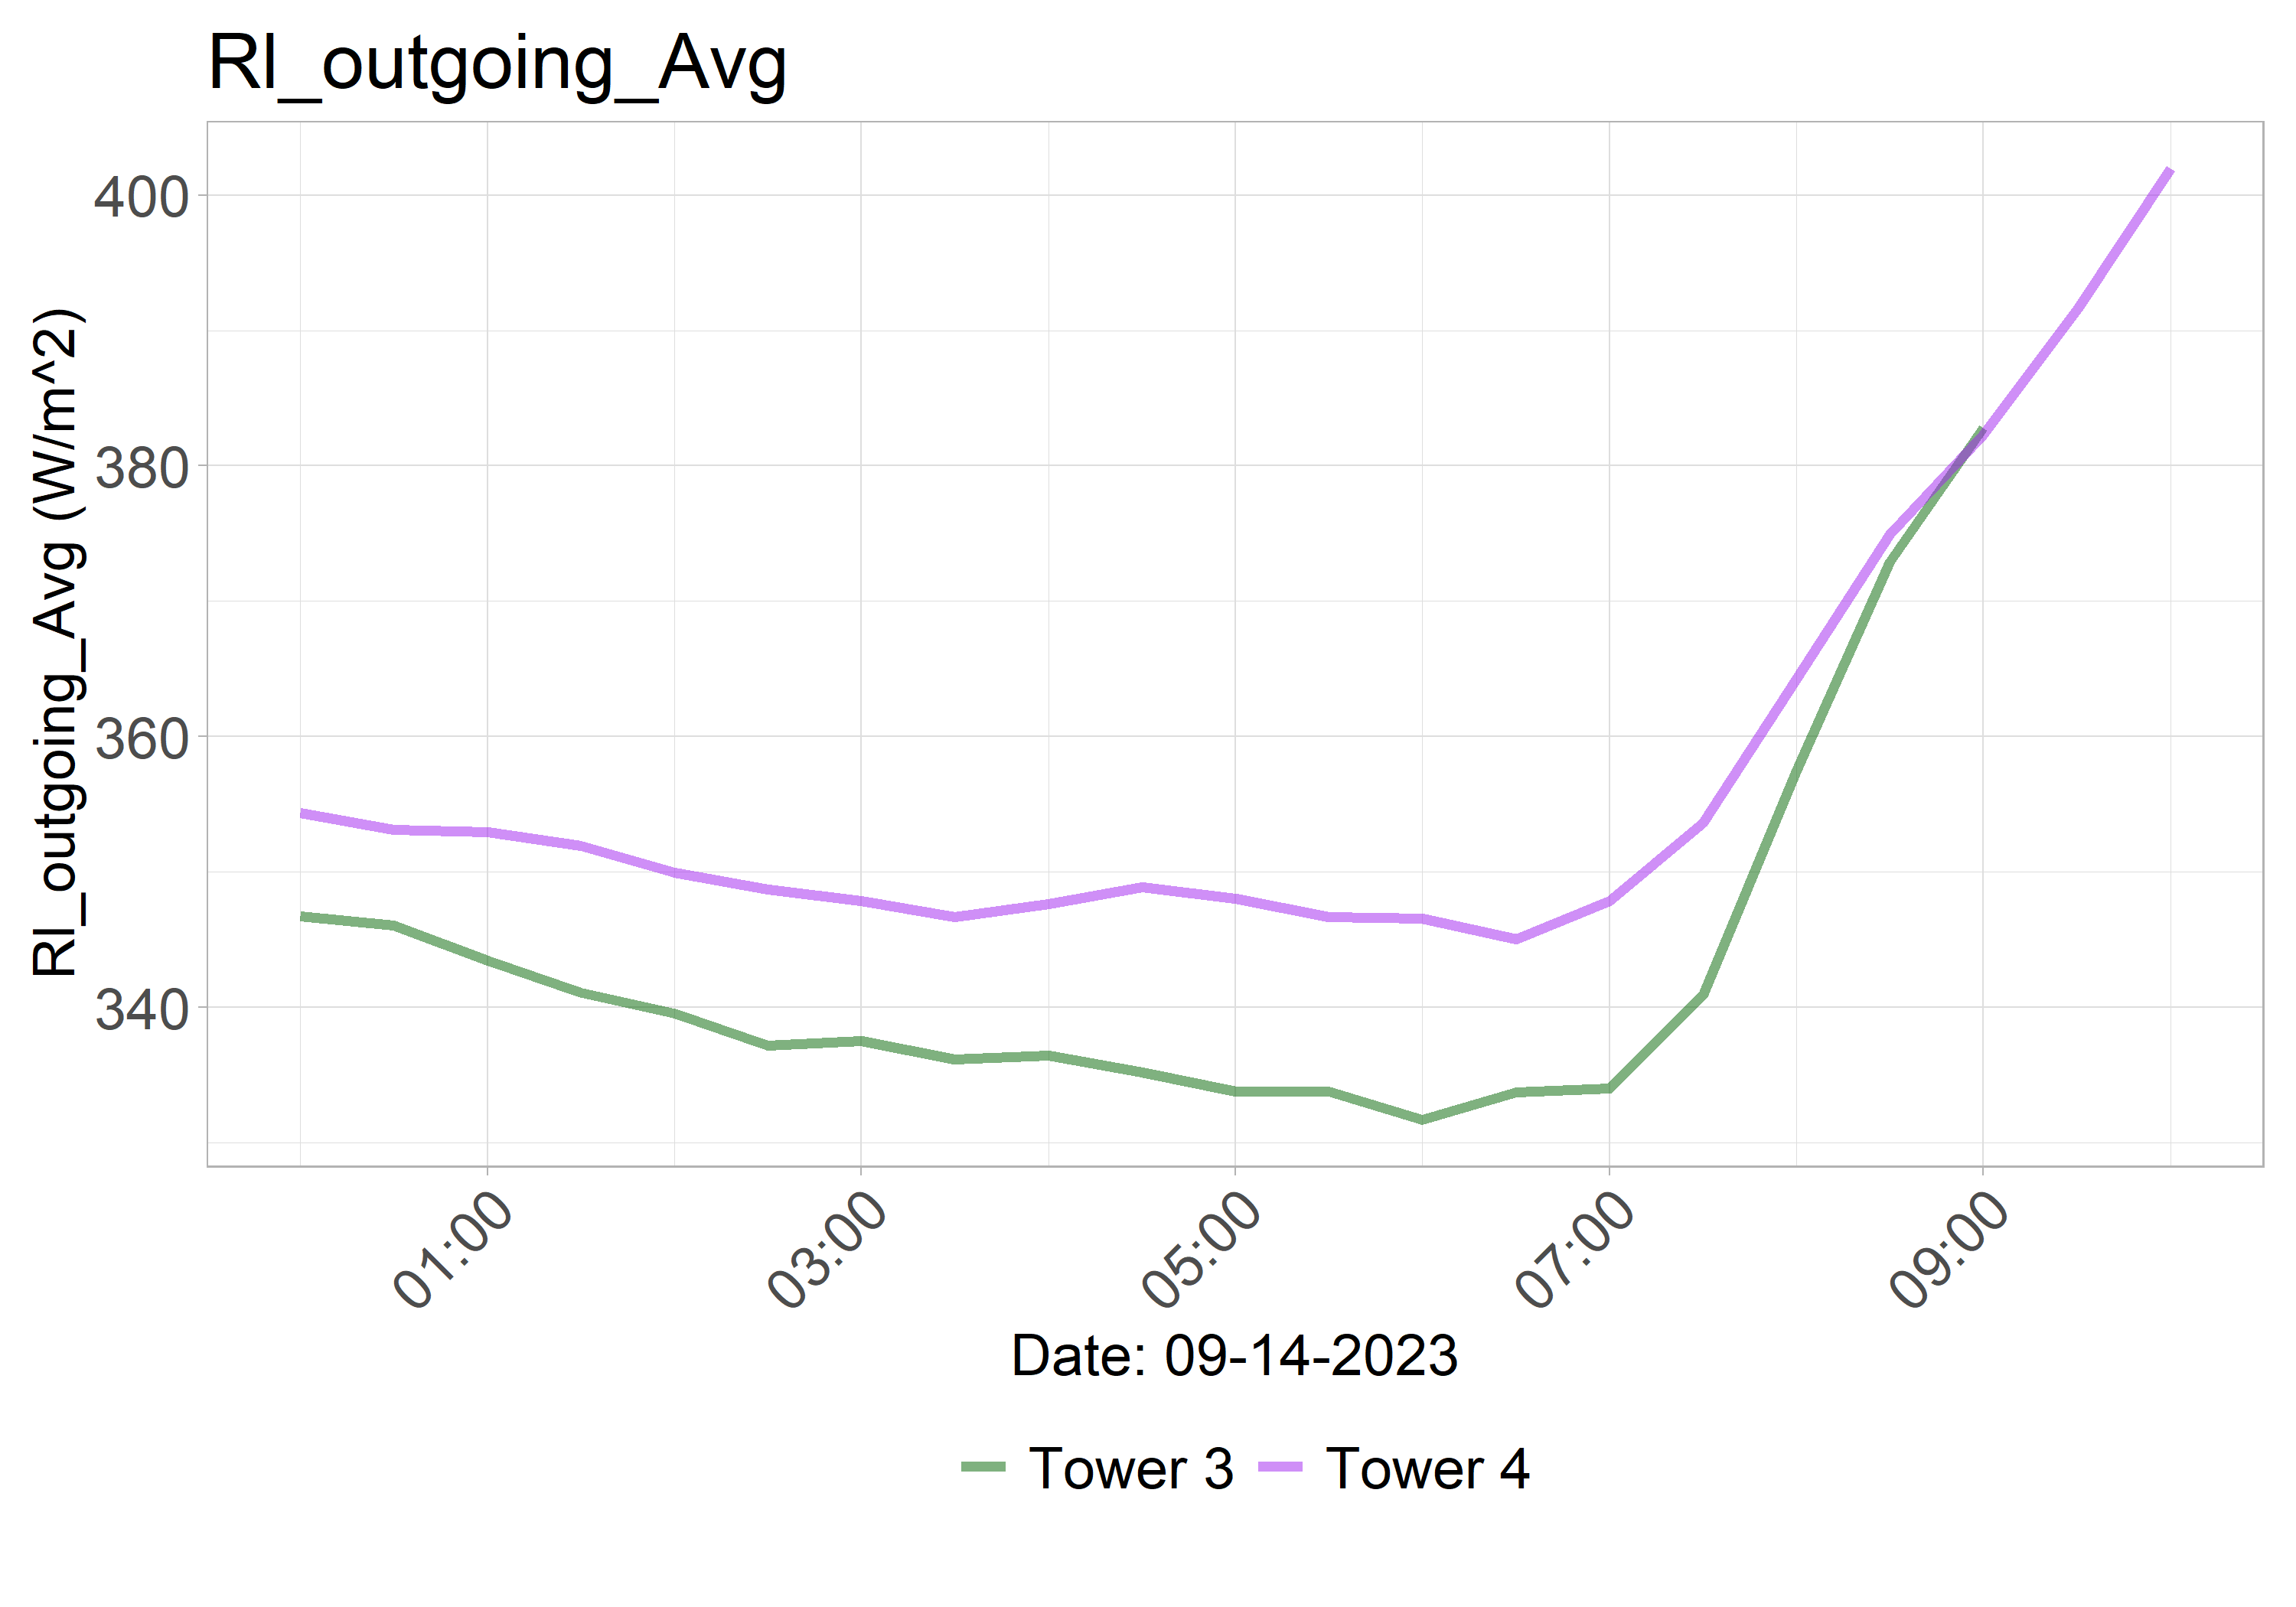 Rl_outgoing_Avg
Rl_outgoing_Avg (W/m^2)
400
380
360
340
01:00
03:00
05:00
07:00
09:00
Date: 09-14-2023
Tower 3
Tower 4